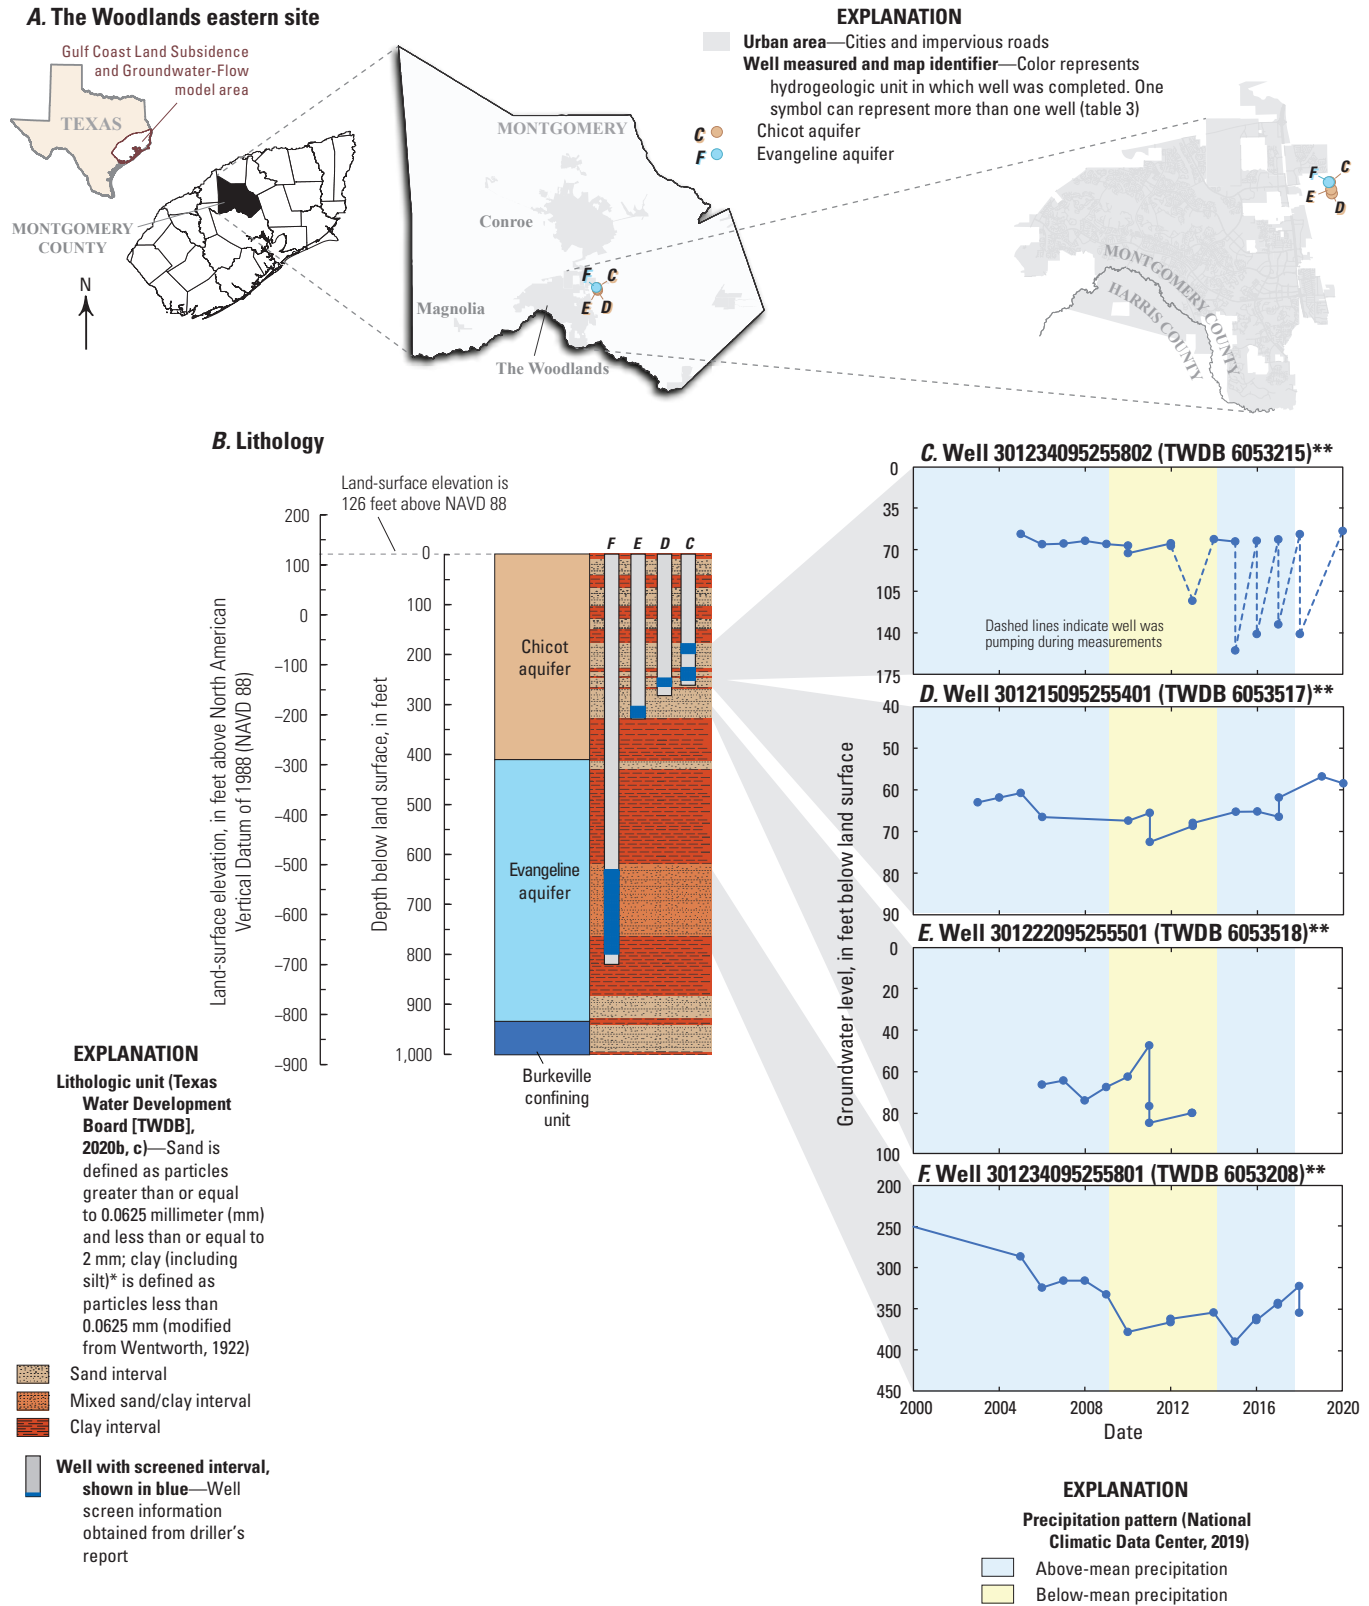 A. The Woodlands eastern site
Gulf Coast Land Subsidence
and Groundwater-Flow
model area
TEXAS
MONTGOMERY
COUNTY
N
MONTGOMERY
Conroe
Magnolia
The Woodlands
F
C
E
D
EXPLANATION
Urban area—Cities and impervious roads
Well measured and map identifier—Color represents
hydrogeologic unit in which well was completed. One
symbol can represent more than one well (table 3)
C Chicot aquifer
F Evangeline aquifer
F
C
E
D
MONTGOMERY COUNTY
HARRIS COUNTY
B. Lithology
Land-surface elevation is
126 feet above NAVD 88
Land-surface elevation, in feet above North American
Vertical Datum of 1988 (NAVD 88)
200
100
0
–100
–200
–300
–400
–500
–600
–700
–800
–900
Depth below land surface, in feet
0
100
200
300
400
500
600
700
800
900
1,000
F E D C
Chicot
aquifer
Evangeline
aquifer
Burkeville
confining
unit
EXPLANATION
Lithologic unit (Texas
Water Development
Board [TWDB],
2020b, c)—Sand is
defined as particles
greater than or equal
to 0.0625 millimeter (mm)
and less than or equal to
2 mm; clay (including
silt)* is defined as
particles less than
0.0625 mm (modified
from Wentworth, 1922)
Sand interval
Mixed sand/clay interval
Clay interval
Well with screened interval,
shown in blue—Well
screen information
obtained from driller's
report
Groundwater level, in feet below land surface
C. Well 301234095255802 (TWDB 6053215)**
0
35
70
105
140
175
Dashed lines indicate well was
pumping during measurements
D. Well 301215095255401 (TWDB 6053517)**
40
50
60
70
80
90
E. Well 301222095255501 (TWDB 6053518)**
0
20
40
60
80
100
F. Well 301234095255801 (TWDB 6053208)**
200
250
300
350
400
450
2000 2004 2008 2012 2016 2020
Date
EXPLANATION
Precipitation pattern (National
Climatic Data Center, 2019)
Above-mean precipitation
Below-mean precipitation